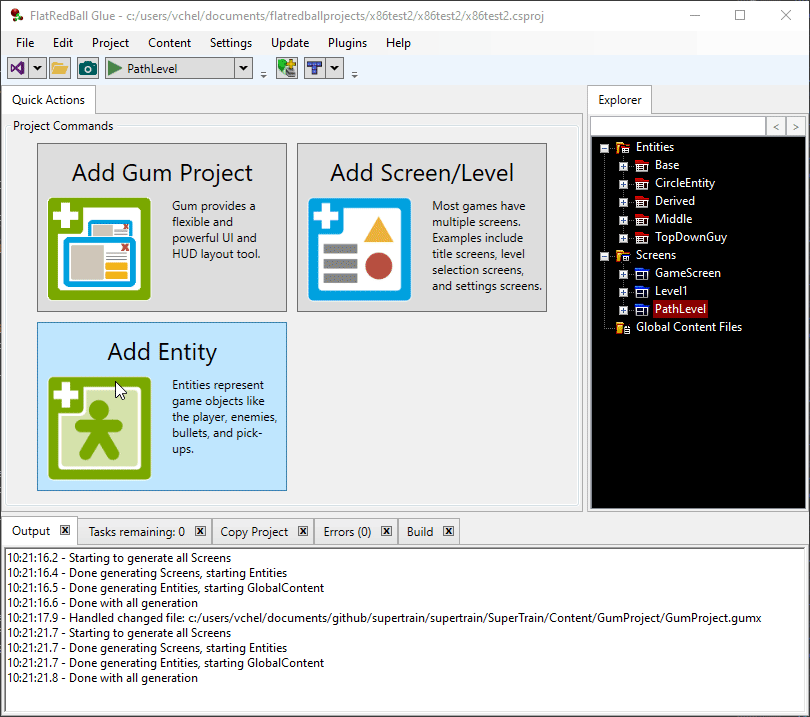 FlatRedBall Glue - c:/users/vchel/documents/flatredballprojects/x86test2/x86test2/x86test2.csproj
File Edit Project Content Settings Update Plugins Help
PathLevel
Quick Actions
Project Commands
Add Gum Project
Gum provides a
flexible and
powerful UI and
HUD layout tool.
Add Screen/Level
Most games have
multiple screens.
Examples include
title screens, level
selection screens,
and settings screens.
Add Entity
Entities represent
game objects like
the player, enemies,
bullets, and pick-
ups.
Explorer
< >
Entities
Base
CircleEntity
Derived
Middle
TopDownGuy
Screens
GameScreen
Level1
PathLevel
Global Content Files
Output Tasks remaining: 0 Copy Project Errors (0) Build
10:21:16.2 - Starting to generate all Screens
10:21:16.4 - Done generating Screens, starting Entities
10:21:16.5 - Done generating Entities, starting GlobalContent
10:21:16.6 - Done with all generation
10:21:17.9 - Handled changed file: c:/users/vchel/documents/github/supertrain/supertrain/SuperTrain/Content/GumProject/GumProject.gumx
10:21:21.7 - Starting to generate all Screens
10:21:21.7 - Done generating Screens, starting Entities
10:21:21.7 - Done generating Entities, starting GlobalContent
10:21:21.8 - Done with all generation